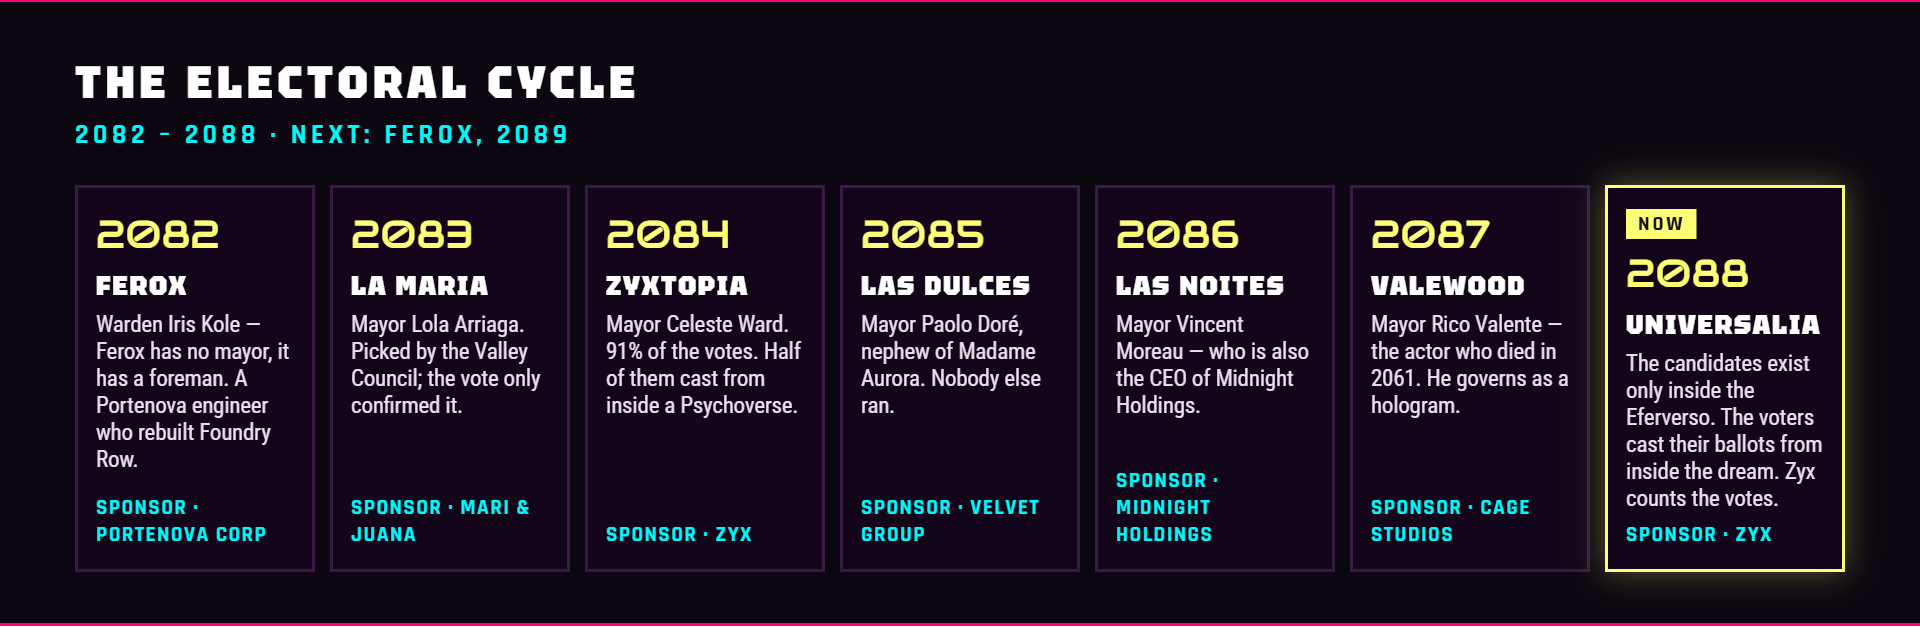 THE ELECTORAL CYCLE
2082 – 2088 · NEXT: FEROX, 2089
2082
FEROX
Warden Iris Kole —
Ferox has no mayor, it
has a foreman. A
Portenova engineer
who rebuilt Foundry
Row.
SPONSOR ·
PORTENOVA CORP
2083
LA MARIA
Mayor Lola Arriaga.
Picked by the Valley
Council; the vote only
confirmed it.
SPONSOR · MARI &
JUANA
2084
ZYXTOPIA
Mayor Celeste Ward.
91% of the votes. Half
of them cast from
inside a Psychoverse.
SPONSOR · ZYX
2085
LAS DULCES
Mayor Paolo Doré,
nephew of Madame
Aurora. Nobody else
ran.
SPONSOR · VELVET
GROUP
2086
LAS NOITES
Mayor Vincent
Moreau — who is also
the CEO of Midnight
Holdings.
SPONSOR ·
MIDNIGHT
HOLDINGS
2087
VALEWOOD
Mayor Rico Valente —
the actor who died in
2061. He governs as a
hologram.
SPONSOR · CAGE
STUDIOS
NOW
2088
UNIVERSALIA
The candidates exist
only inside the
Eferverso. The voters
cast their ballots from
inside the dream. Zyx
counts the votes.
SPONSOR · ZYX